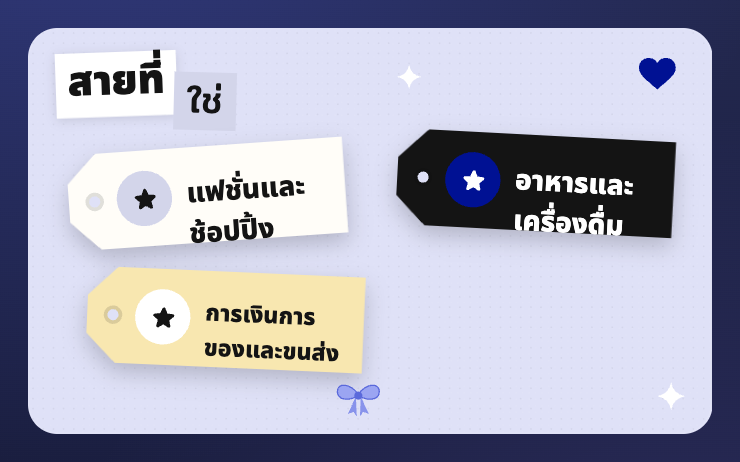 สายที่
ใช่
แฟชั่นและ
ช้อปปิ้ง
อาหารและ
เครื่องดื่ม
การเงินการ
ของและขนส่ง